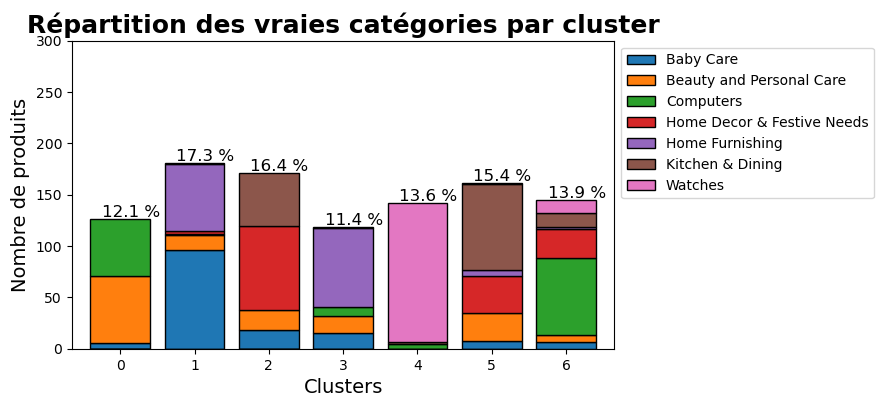 Répartition des vraies catégories par cluster
Nombre de produits
300
250
200
150
100
50
0
12.1 %
17.3 %
16.4 %
11.4 %
13.6 %
15.4 %
13.9 %
0 1 2 3 4 5 6
Clusters
Baby Care
Beauty and Personal Care
Computers
Home Decor & Festive Needs
Home Furnishing
Kitchen & Dining
Watches